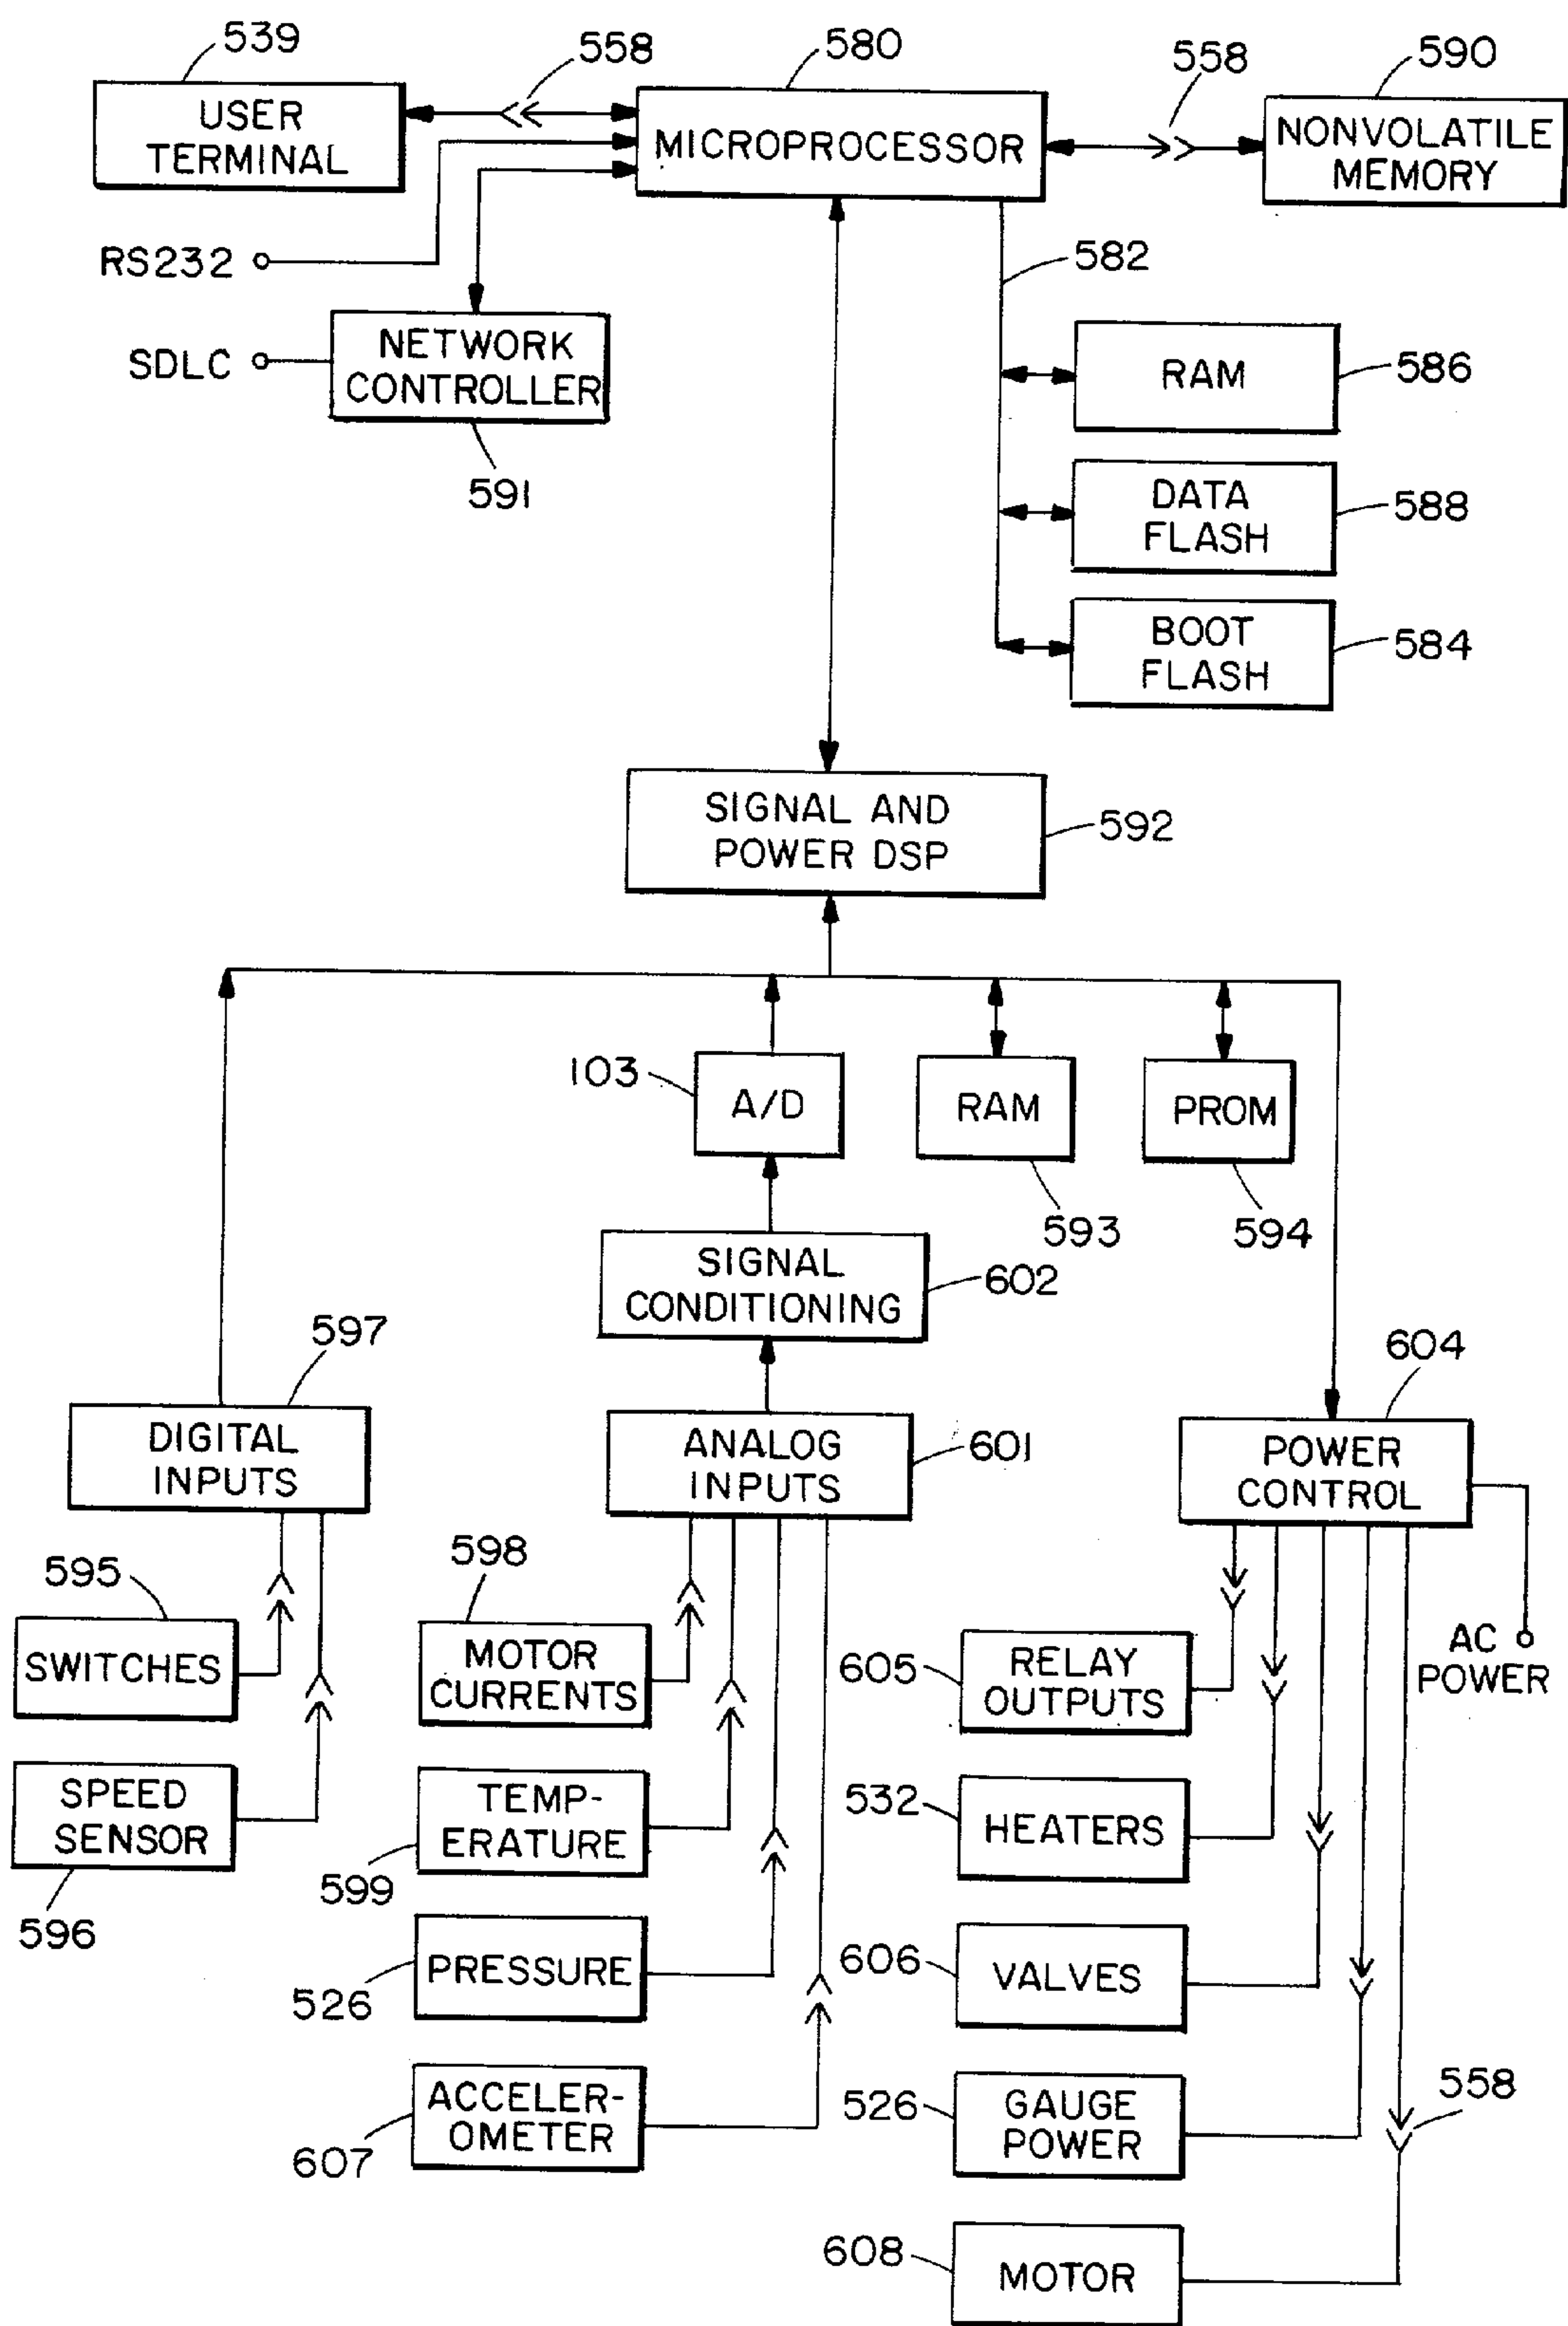 539
558
580
558
590
USER
TERMINAL
MICROPROCESSOR
NONVOLATILE
MEMORY
RS232
582
SDLC
NETWORK
CONTROLLER
591
RAM
586
DATA
FLASH
588
BOOT
FLASH
584
SIGNAL AND
POWER DSP
592
103
A/D
RAM
593
PROM
594
SIGNAL
CONDITIONING
602
597
604
DIGITAL
INPUTS
ANALOG
INPUTS
601
POWER
CONTROL
595
SWITCHES
SPEED
SENSOR
596
598
MOTOR
CURRENTS
TEMP-
ERATURE
599
PRESSURE
526
ACCELER-
OMETER
607
605
RELAY
OUTPUTS
AC
POWER
532
HEATERS
606
VALVES
526
GAUGE
POWER
558
608
MOTOR